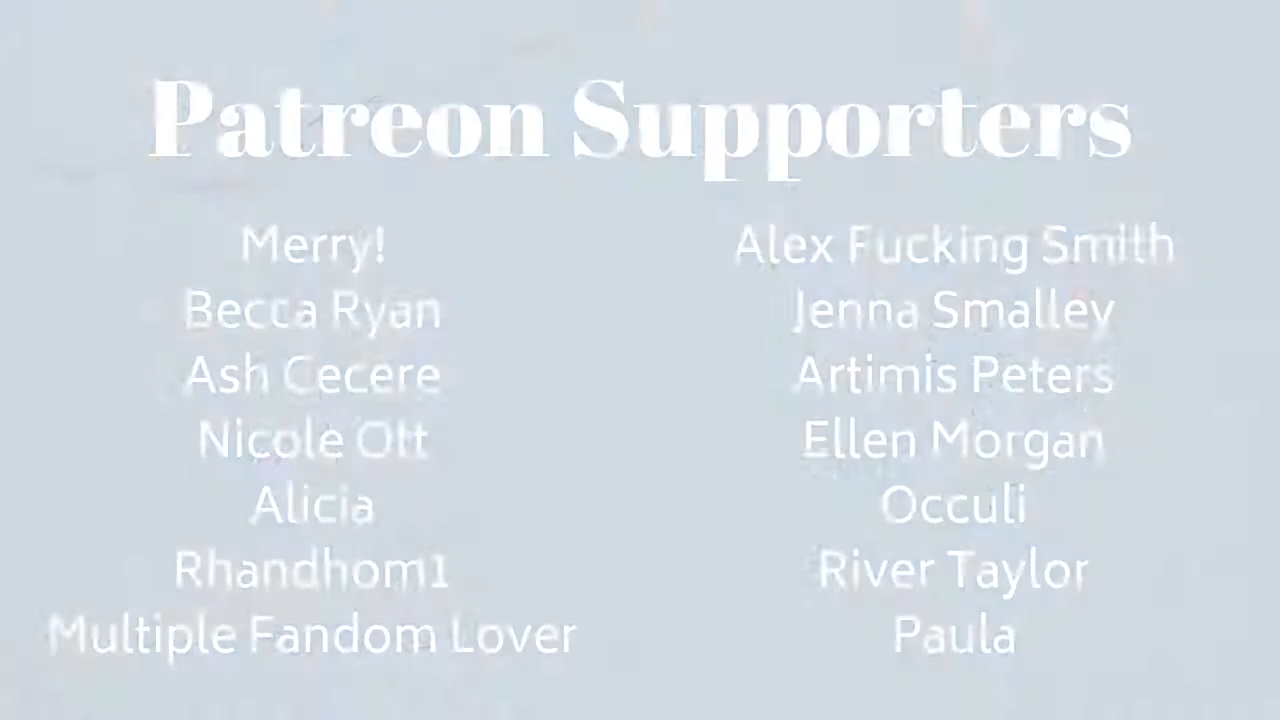 Patreon Supporters
Merry!
Becca Ryan
Ash Cecere
Nicole Ott
Alicia
Rhandhom1
Multiple Fandom Lover
Alex Fucking Smith
Jenna Smalley
Artimis Peters
Ellen Morgan
Occuli
River Taylor
Paula